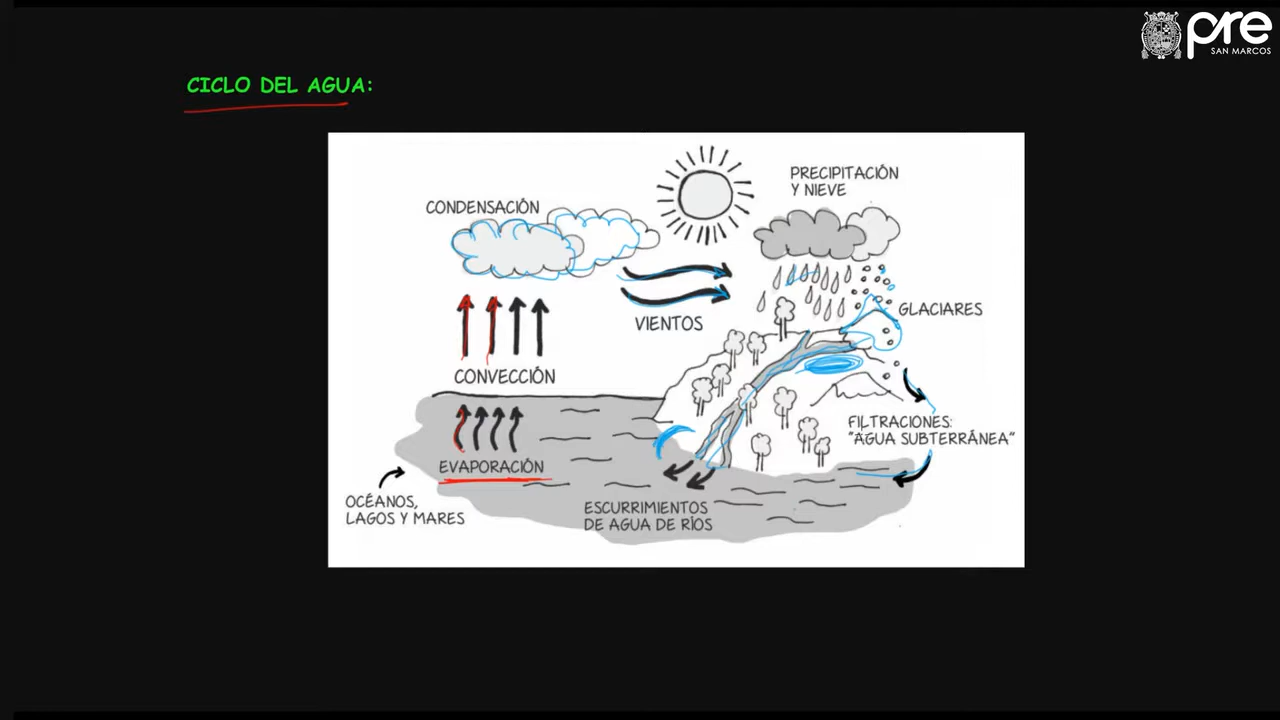 pre
SAN MARCOS
CICLO DEL AGUA:
PRECIPITACIÓN
Y NIEVE
CONDENSACIÓN
GLACIARES
VIENTOS
CONVECCIÓN
FILTRACIONES:
"AGUA SUBTERRÁNEA"
EVAPORACIÓN
OCÉANOS,
LAGOS Y MARES
ESCURRIMIENTOS
DE AGUA DE RÍOS